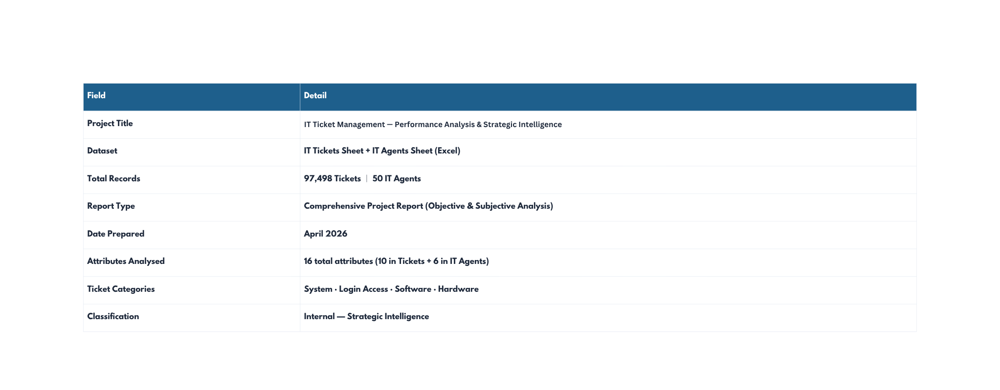 Field Detail
Project Title IT Ticket Management — Performance Analysis & Strategic Intelligence
Dataset IT Tickets Sheet + IT Agents Sheet (Excel)
Total Records 97,498 Tickets | 50 IT Agents
Report Type Comprehensive Project Report (Objective & Subjective Analysis)
Date Prepared April 2026
Attributes Analysed 16 total attributes (10 in Tickets + 6 in IT Agents)
Ticket Categories System · Login Access · Software · Hardware
Classification Internal — Strategic Intelligence